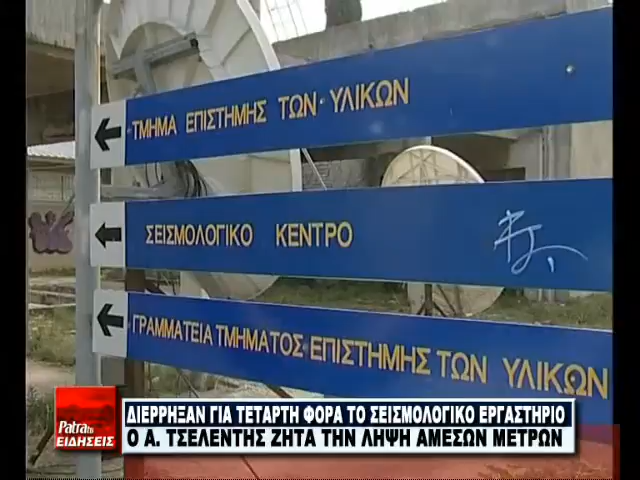 ΤΜΗΜΑ ΕΠΙΣΤΗΜΗΣ ΤΩΝ ΥΛΙΚΩΝ
ΣΕΙΣΜΟΛΟΓΙΚΟ ΚΕΝΤΡΟ
ΓΡΑΜΜΑΤΕΙΑ ΤΜΗΜΑΤΟΣ ΕΠΙΣΤΗΜΗΣ ΤΩΝ ΥΛΙΚΩΝ
Patra tv
ΕΙΔΗΣΕΙΣ
ΔΙΕΡΡΗΞΑΝ ΓΙΑ ΤΕΤΑΡΤΗ ΦΟΡΑ ΤΟ ΣΕΙΣΜΟΛΟΓΙΚΟ ΕΡΓΑΣΤΗΡΙΟ
Ο Α. ΤΣΕΛΕΝΤΗΣ ΖΗΤΑ ΤΗΝ ΛΗΨΗ ΑΜΕΣΩΝ ΜΕΤΡΩΝ